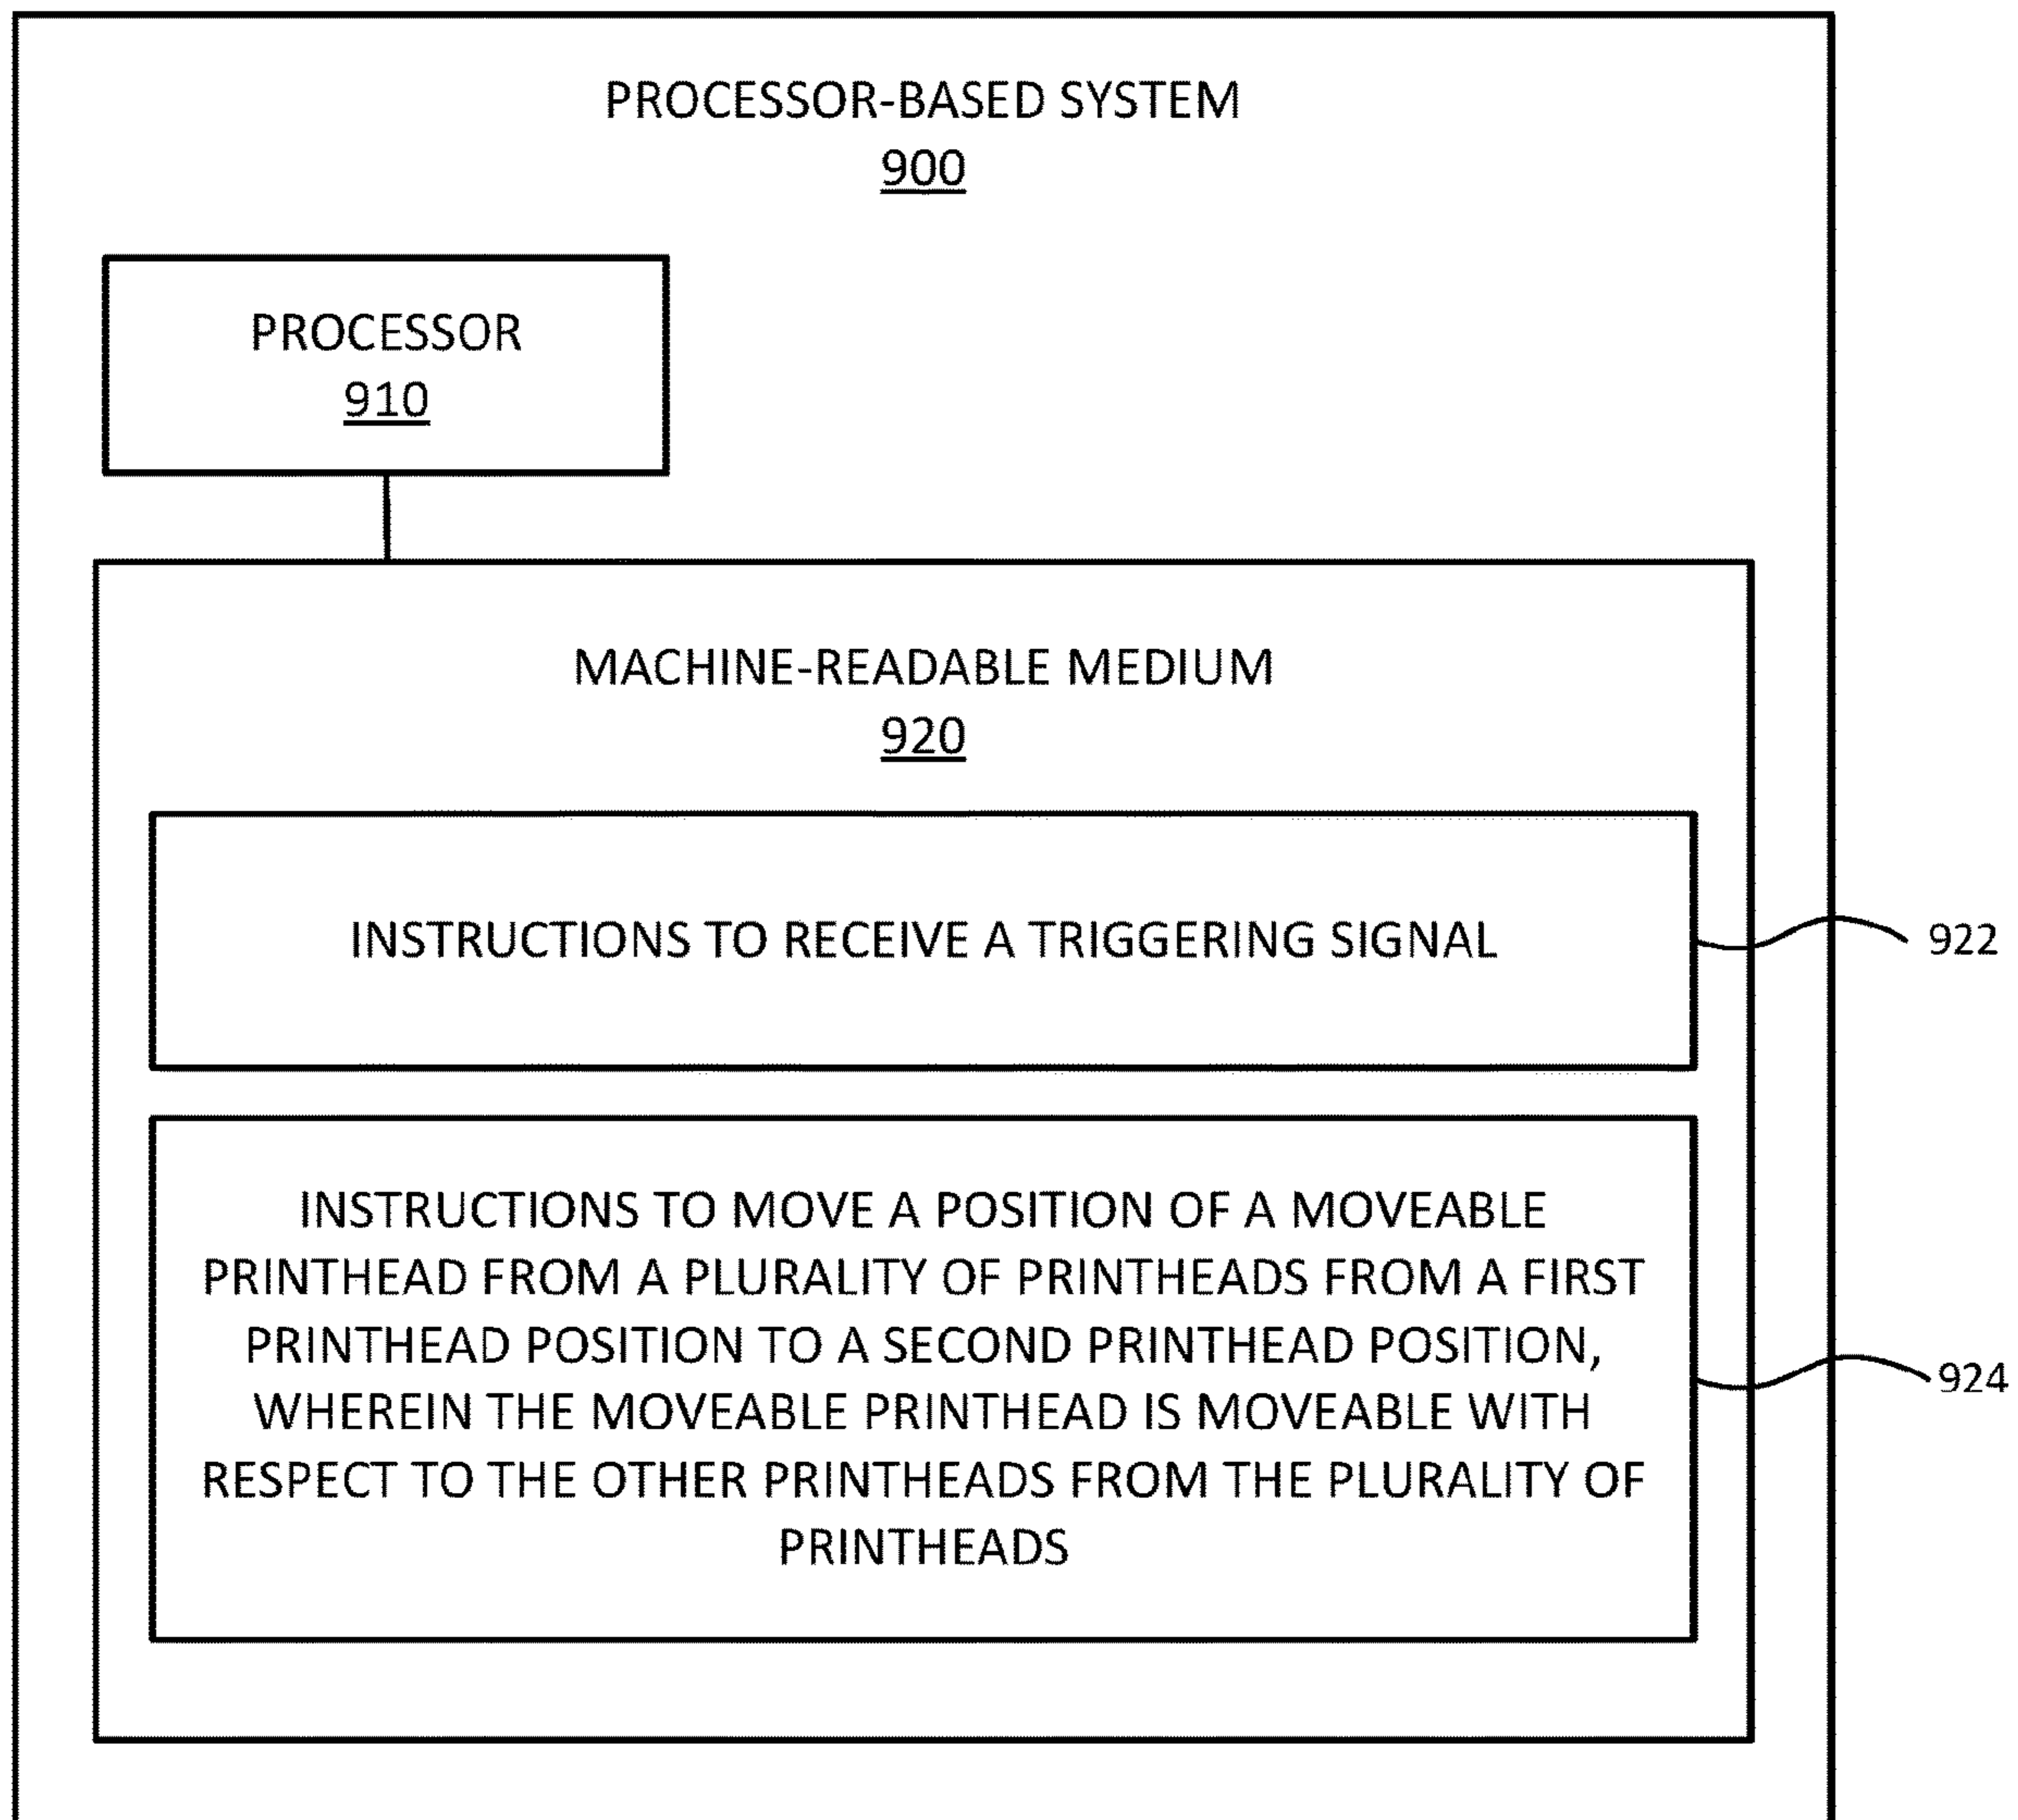 PROCESSOR-BASED SYSTEM
900
PROCESSOR
910
MACHINE-READABLE MEDIUM
920
INSTRUCTIONS TO RECEIVE A TRIGGERING SIGNAL
922
INSTRUCTIONS TO MOVE A POSITION OF A MOVEABLE
PRINTHEAD FROM A PLURALITY OF PRINTHEADS FROM A FIRST
PRINTHEAD POSITION TO A SECOND PRINTHEAD POSITION,
WHEREIN THE MOVEABLE PRINTHEAD IS MOVEABLE WITH
RESPECT TO THE OTHER PRINTHEADS FROM THE PLURALITY OF
PRINTHEADS
924